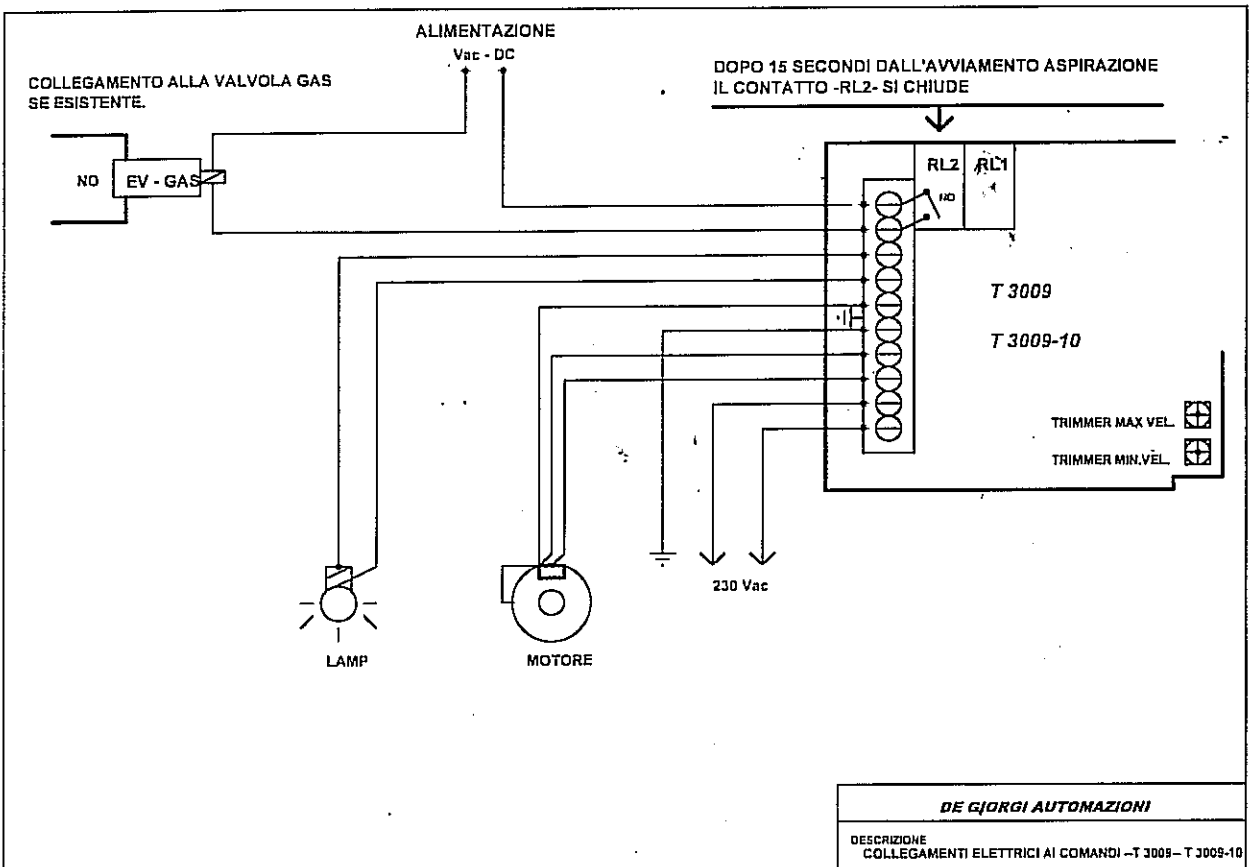 ALIMENTAZIONE
Vac - DC
COLLEGAMENTO ALLA VALVOLA GAS
SE ESISTENTE.
DOPO 15 SECONDI DALL'AVVIAMENTO ASPIRAZIONE
IL CONTATTO -RL2- SI CHIUDE
NO
EV - GAS
RL2
RL1
NO
T 3009
T 3009-10
TRIMMER MAX VEL.
TRIMMER MIN.VEL.
230 Vac
LAMP
MOTORE
DE GIORGI AUTOMAZIONI
DESCRIZIONE
COLLEGAMENTI ELETTRICI AI COMANDI -T 3009- T 3009-10